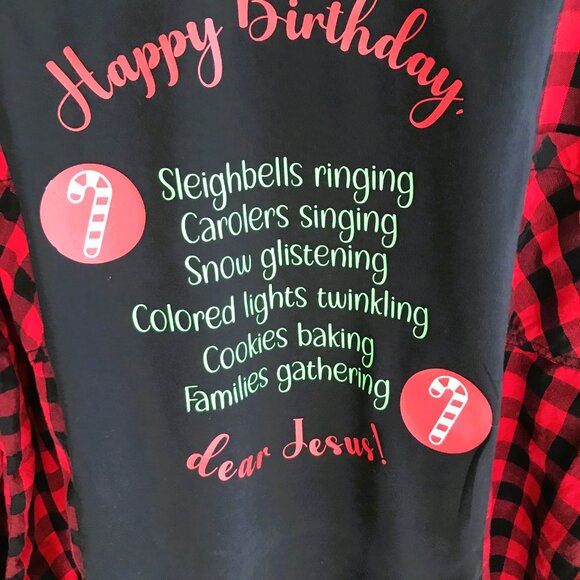 Happy Birthday,
Sleighbells ringing
Carolers singing
Snow glistening
Colored lights twinkling
Cookies baking
Families gathering
dear Jesus!